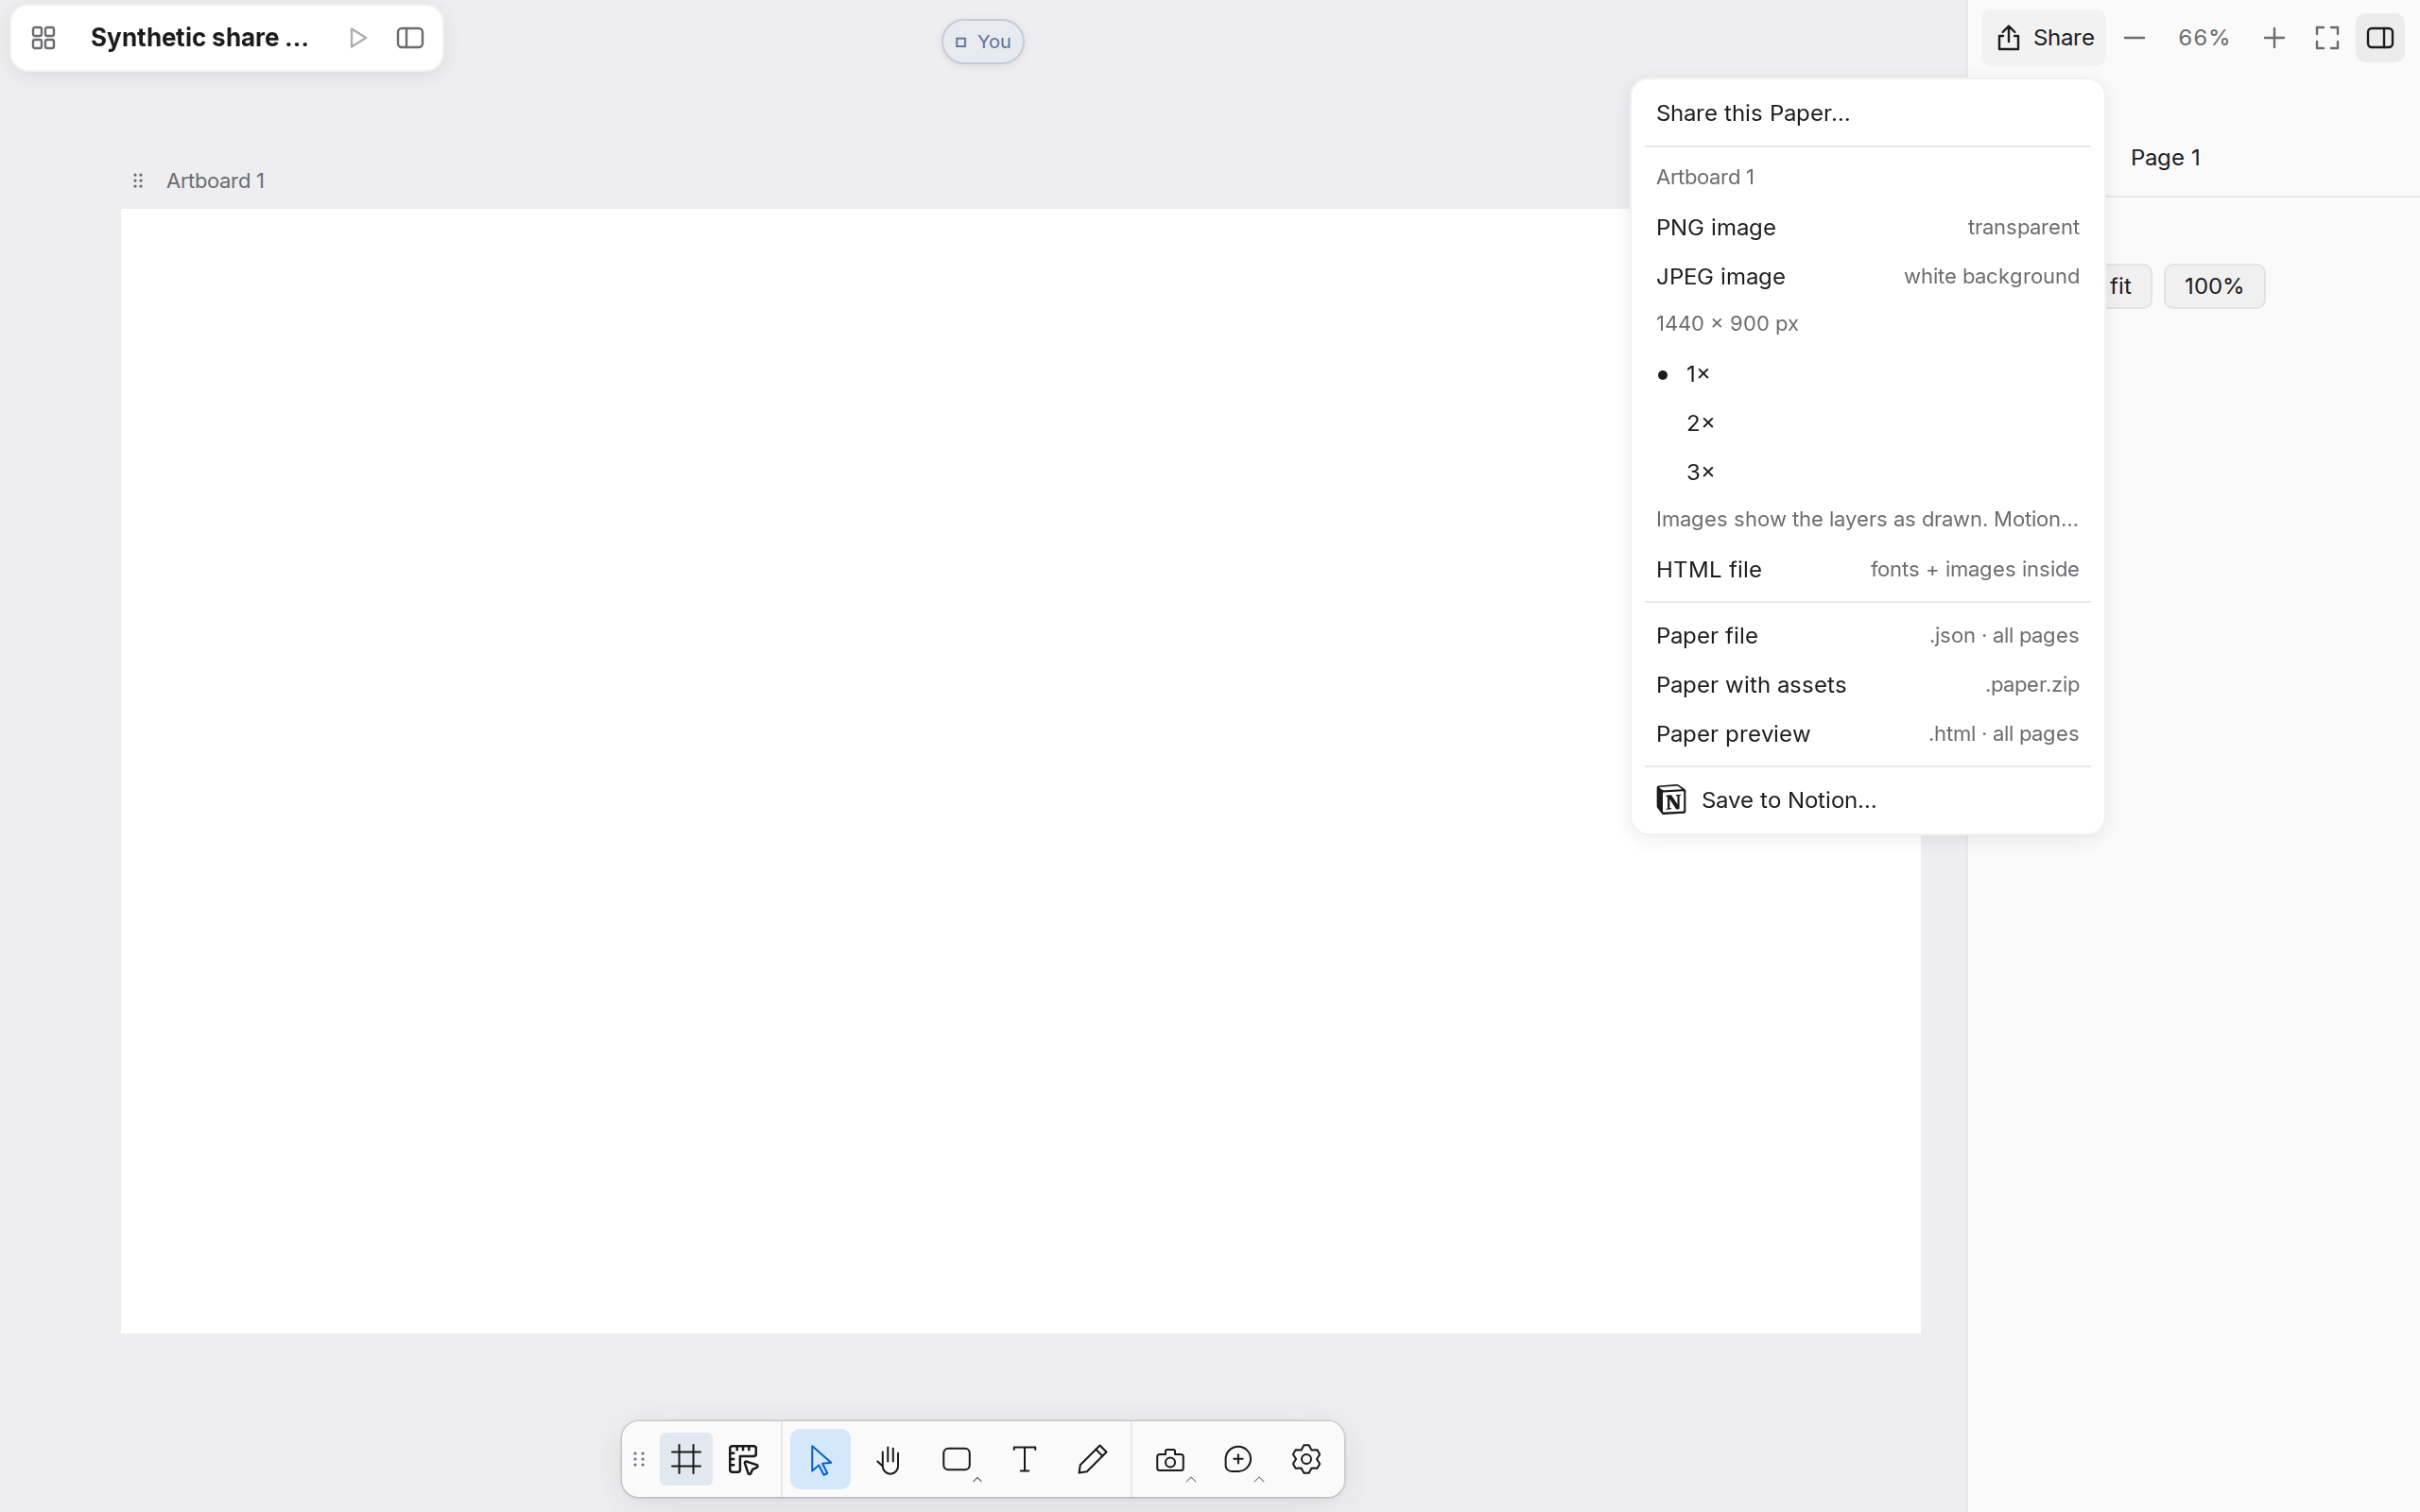 Synthetic share ...
You
Share
66%
Share this Paper...
Page 1
Artboard 1
Artboard 1
PNG image transparent
JPEG image white background
fit
100%
1440 × 900 px
1×
2×
3×
Images show the layers as drawn. Motion...
HTML file fonts + images inside
Paper file .json · all pages
Paper with assets .paper.zip
Paper preview .html · all pages
N Save to Notion...
T